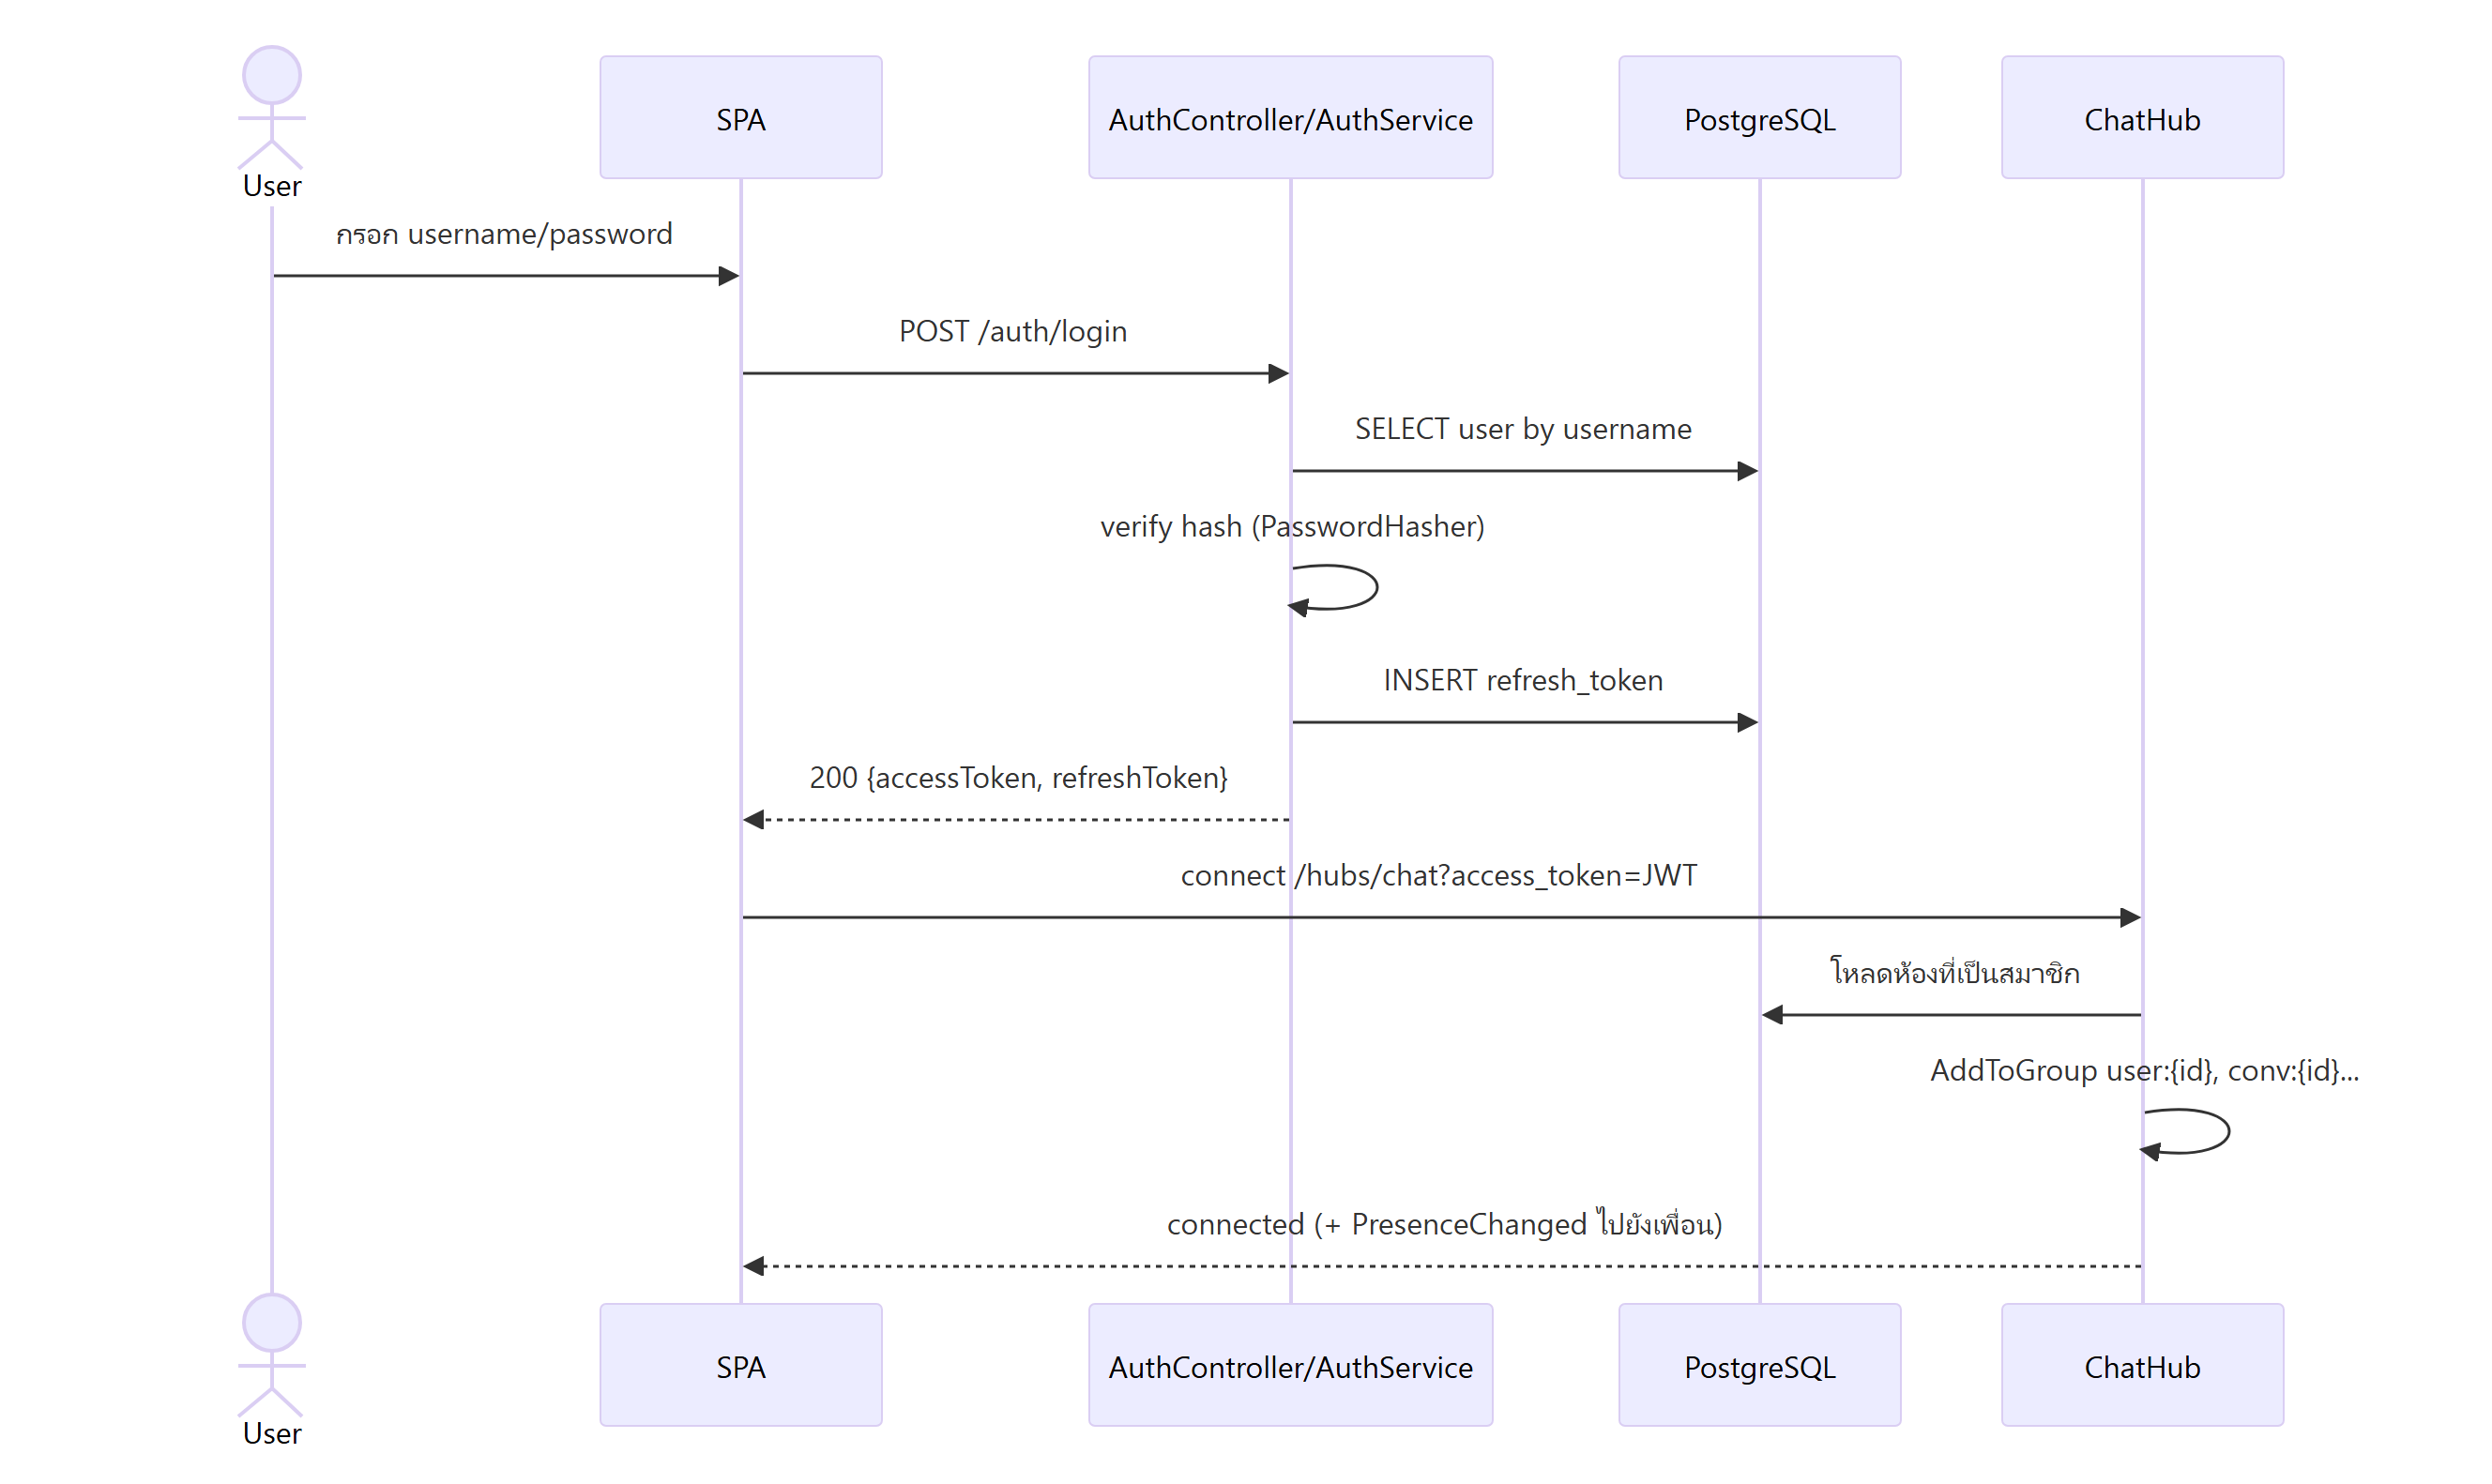 User
SPA
AuthController/AuthService
PostgreSQL
ChatHub
กรอก username/password
POST /auth/login
SELECT user by username
verify hash (PasswordHasher)
INSERT refresh_token
200 {accessToken, refreshToken}
connect /hubs/chat?access_token=JWT
โหลดห้องที่เป็นสมาชิก
AddToGroup user:{id}, conv:{id}...
connected (+ PresenceChanged ไปยังเพื่อน)
User
SPA
AuthController/AuthService
PostgreSQL
ChatHub